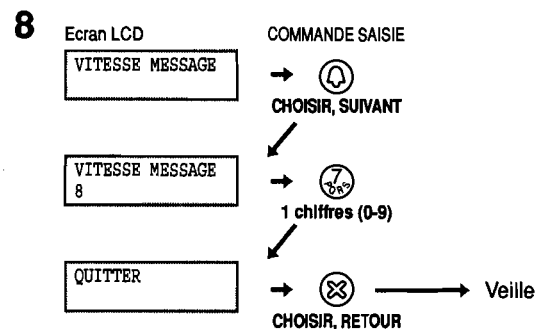 8
Ecran LCD COMMANDE SAISIE
VITESSE MESSAGE
CHOISIR, SUIVANT
VITESSE MESSAGE
8
7
PQRS
1 chiffres (0-9)
QUITTER
Veille
CHOISIR, RETOUR